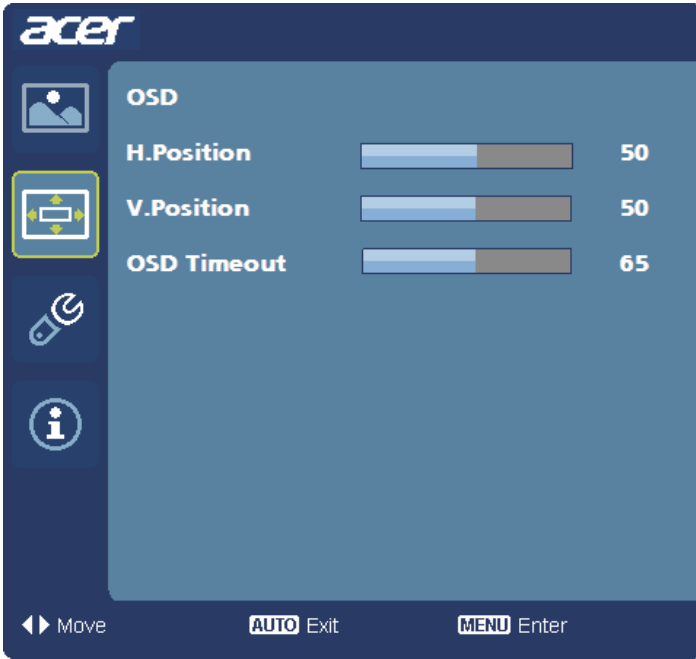 acer
OSD
H.Position 50
V.Position 50
OSD Timeout 65
Move AUTO Exit MENU Enter